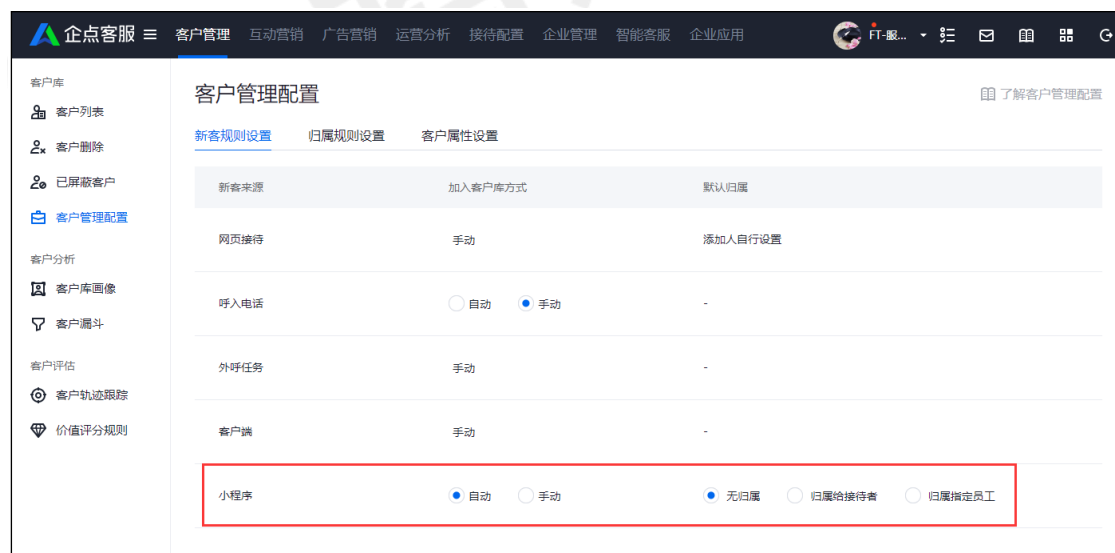 企点客服 客户管理 互动营销 广告营销 运营分析 接待配置 企业管理 智能客服 企业应用 FT-服...
客户库
客户列表
客户删除
已屏蔽客户
客户管理配置
客户分析
客户库画像
客户漏斗
客户评估
客户轨迹跟踪
价值评分规则
客户管理配置 了解客户管理配置
新客规则设置 归属规则设置 客户属性设置
新客来源 加入客户库方式 默认归属
网页接待 手动 添加人自行设置
呼入电话 自动 手动 -
外呼任务 手动 -
客户端 手动 -
小程序 自动 手动 无归属 归属给接待者 归属指定员工